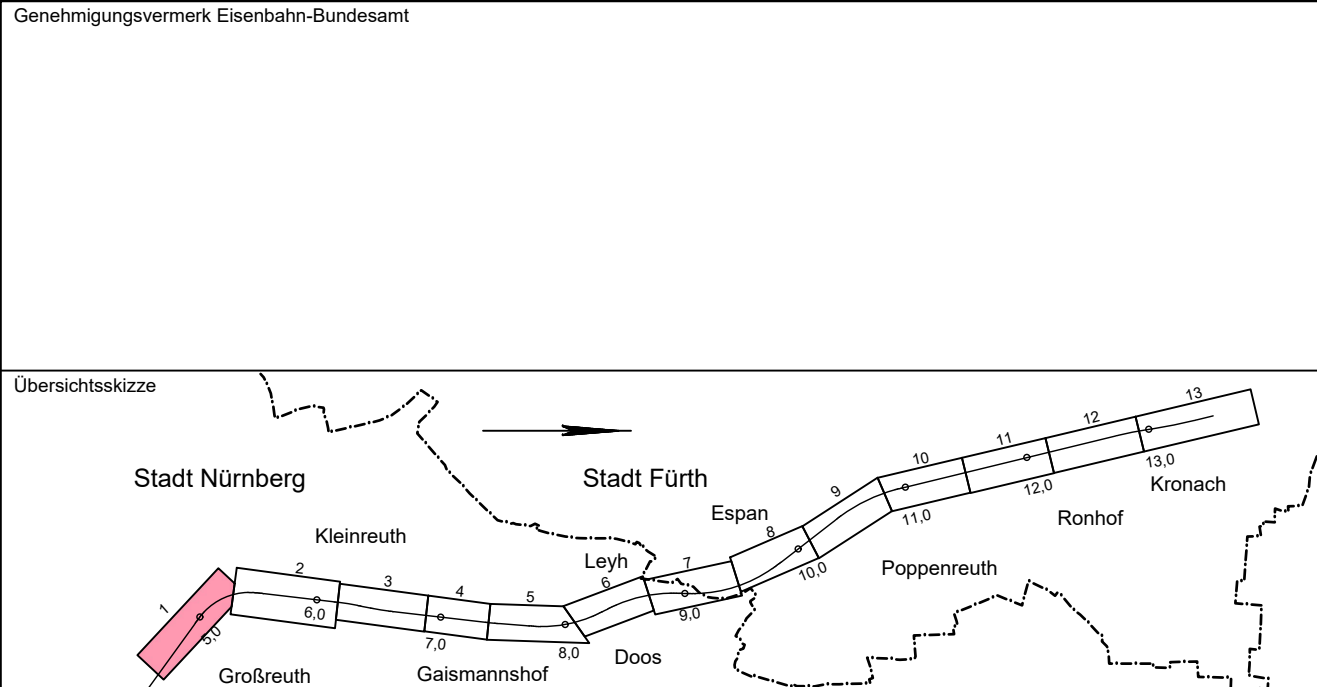 Genehmigungsvermerk Eisenbahn-Bundesamt
Übersichtsskizze
13
12
11
10
Stadt Nürnberg
Stadt Fürth
13,0
Kronach
12,0
9
11,0
Espan
Ronhof
8
Kleinreuth
Leyh
7
10,0
Poppenreuth
2
3
4
5
6
1
5,0
6,0
7,0
8,0
9,0
Doos
Großreuth
Gaismannshof